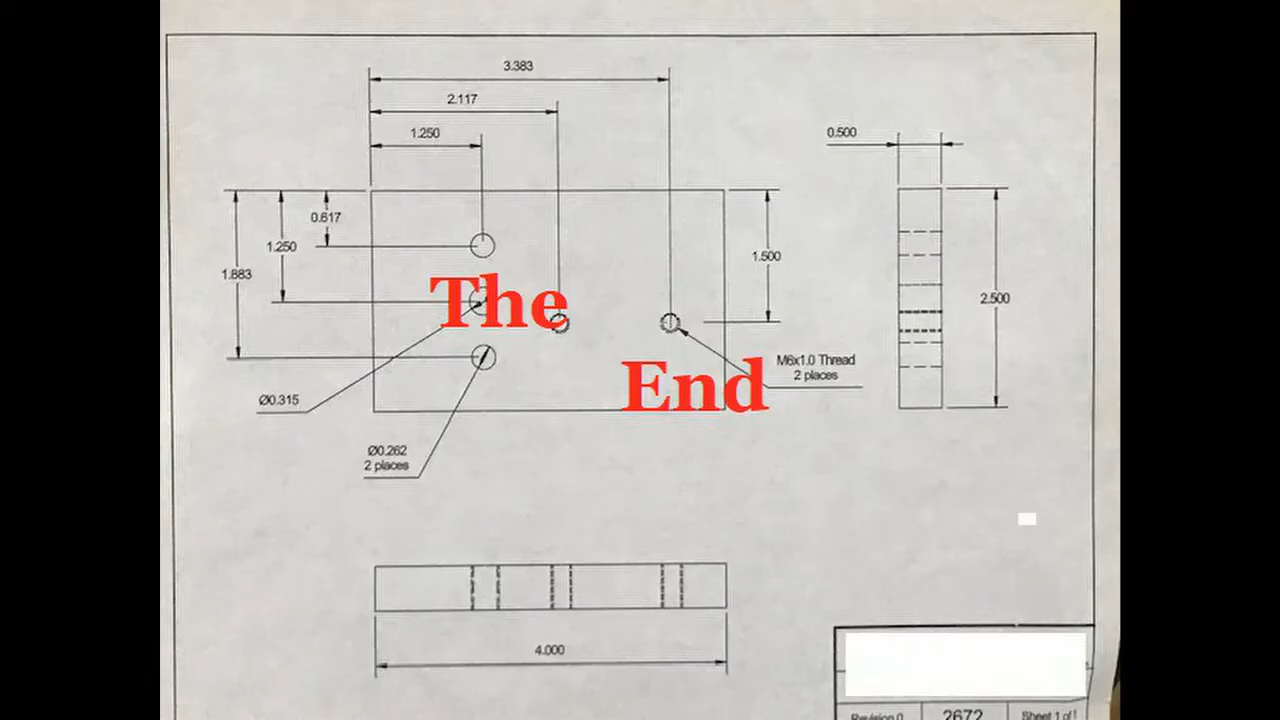 3.383
2.117
1.250
0.500
0.617
1.250
1.883
1.500
2.500
The
End
M6x1.0 Thread
2 places
Ø0.315
Ø0.262
2 places
4.000
Revision 0
2672
Sheet 1 of 1